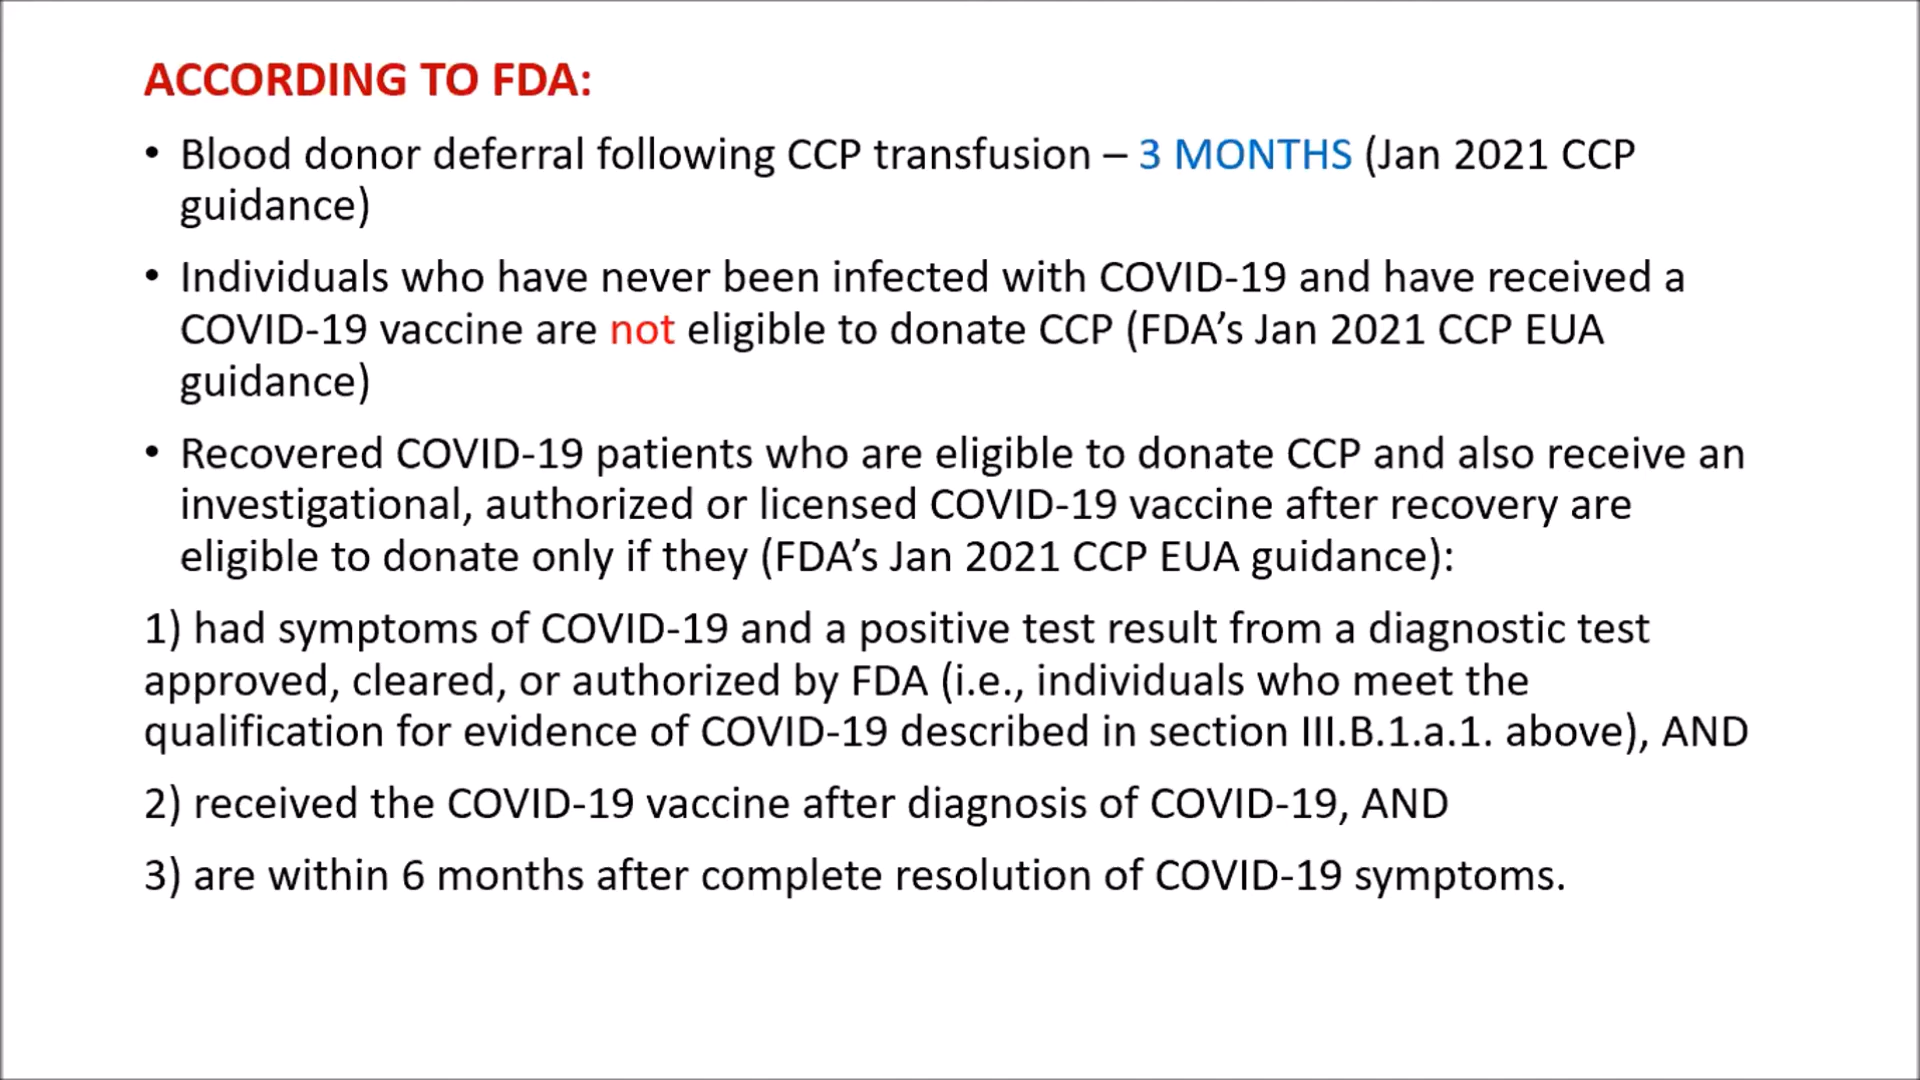 ACCORDING TO FDA:
• Blood donor deferral following CCP transfusion – 3 MONTHS (Jan 2021 CCP
guidance)
• Individuals who have never been infected with COVID-19 and have received a
COVID-19 vaccine are not eligible to donate CCP (FDA’s Jan 2021 CCP EUA
guidance)
• Recovered COVID-19 patients who are eligible to donate CCP and also receive an
investigational, authorized or licensed COVID-19 vaccine after recovery are
eligible to donate only if they (FDA’s Jan 2021 CCP EUA guidance):
1) had symptoms of COVID-19 and a positive test result from a diagnostic test
approved, cleared, or authorized by FDA (i.e., individuals who meet the
qualification for evidence of COVID-19 described in section III.B.1.a.1. above), AND
2) received the COVID-19 vaccine after diagnosis of COVID-19, AND
3) are within 6 months after complete resolution of COVID-19 symptoms.